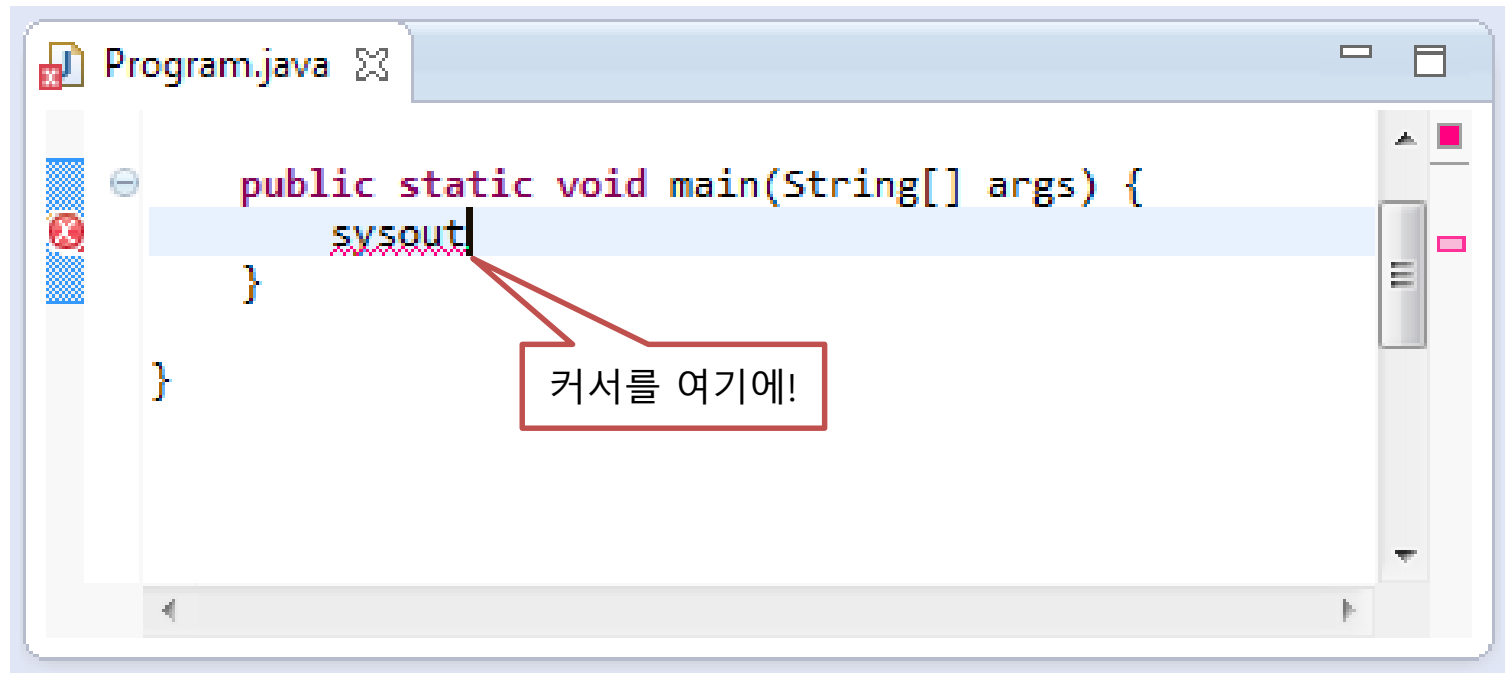 Program.java
public static void main(String[] args) {
sysout
}
}
커서를 여기에!